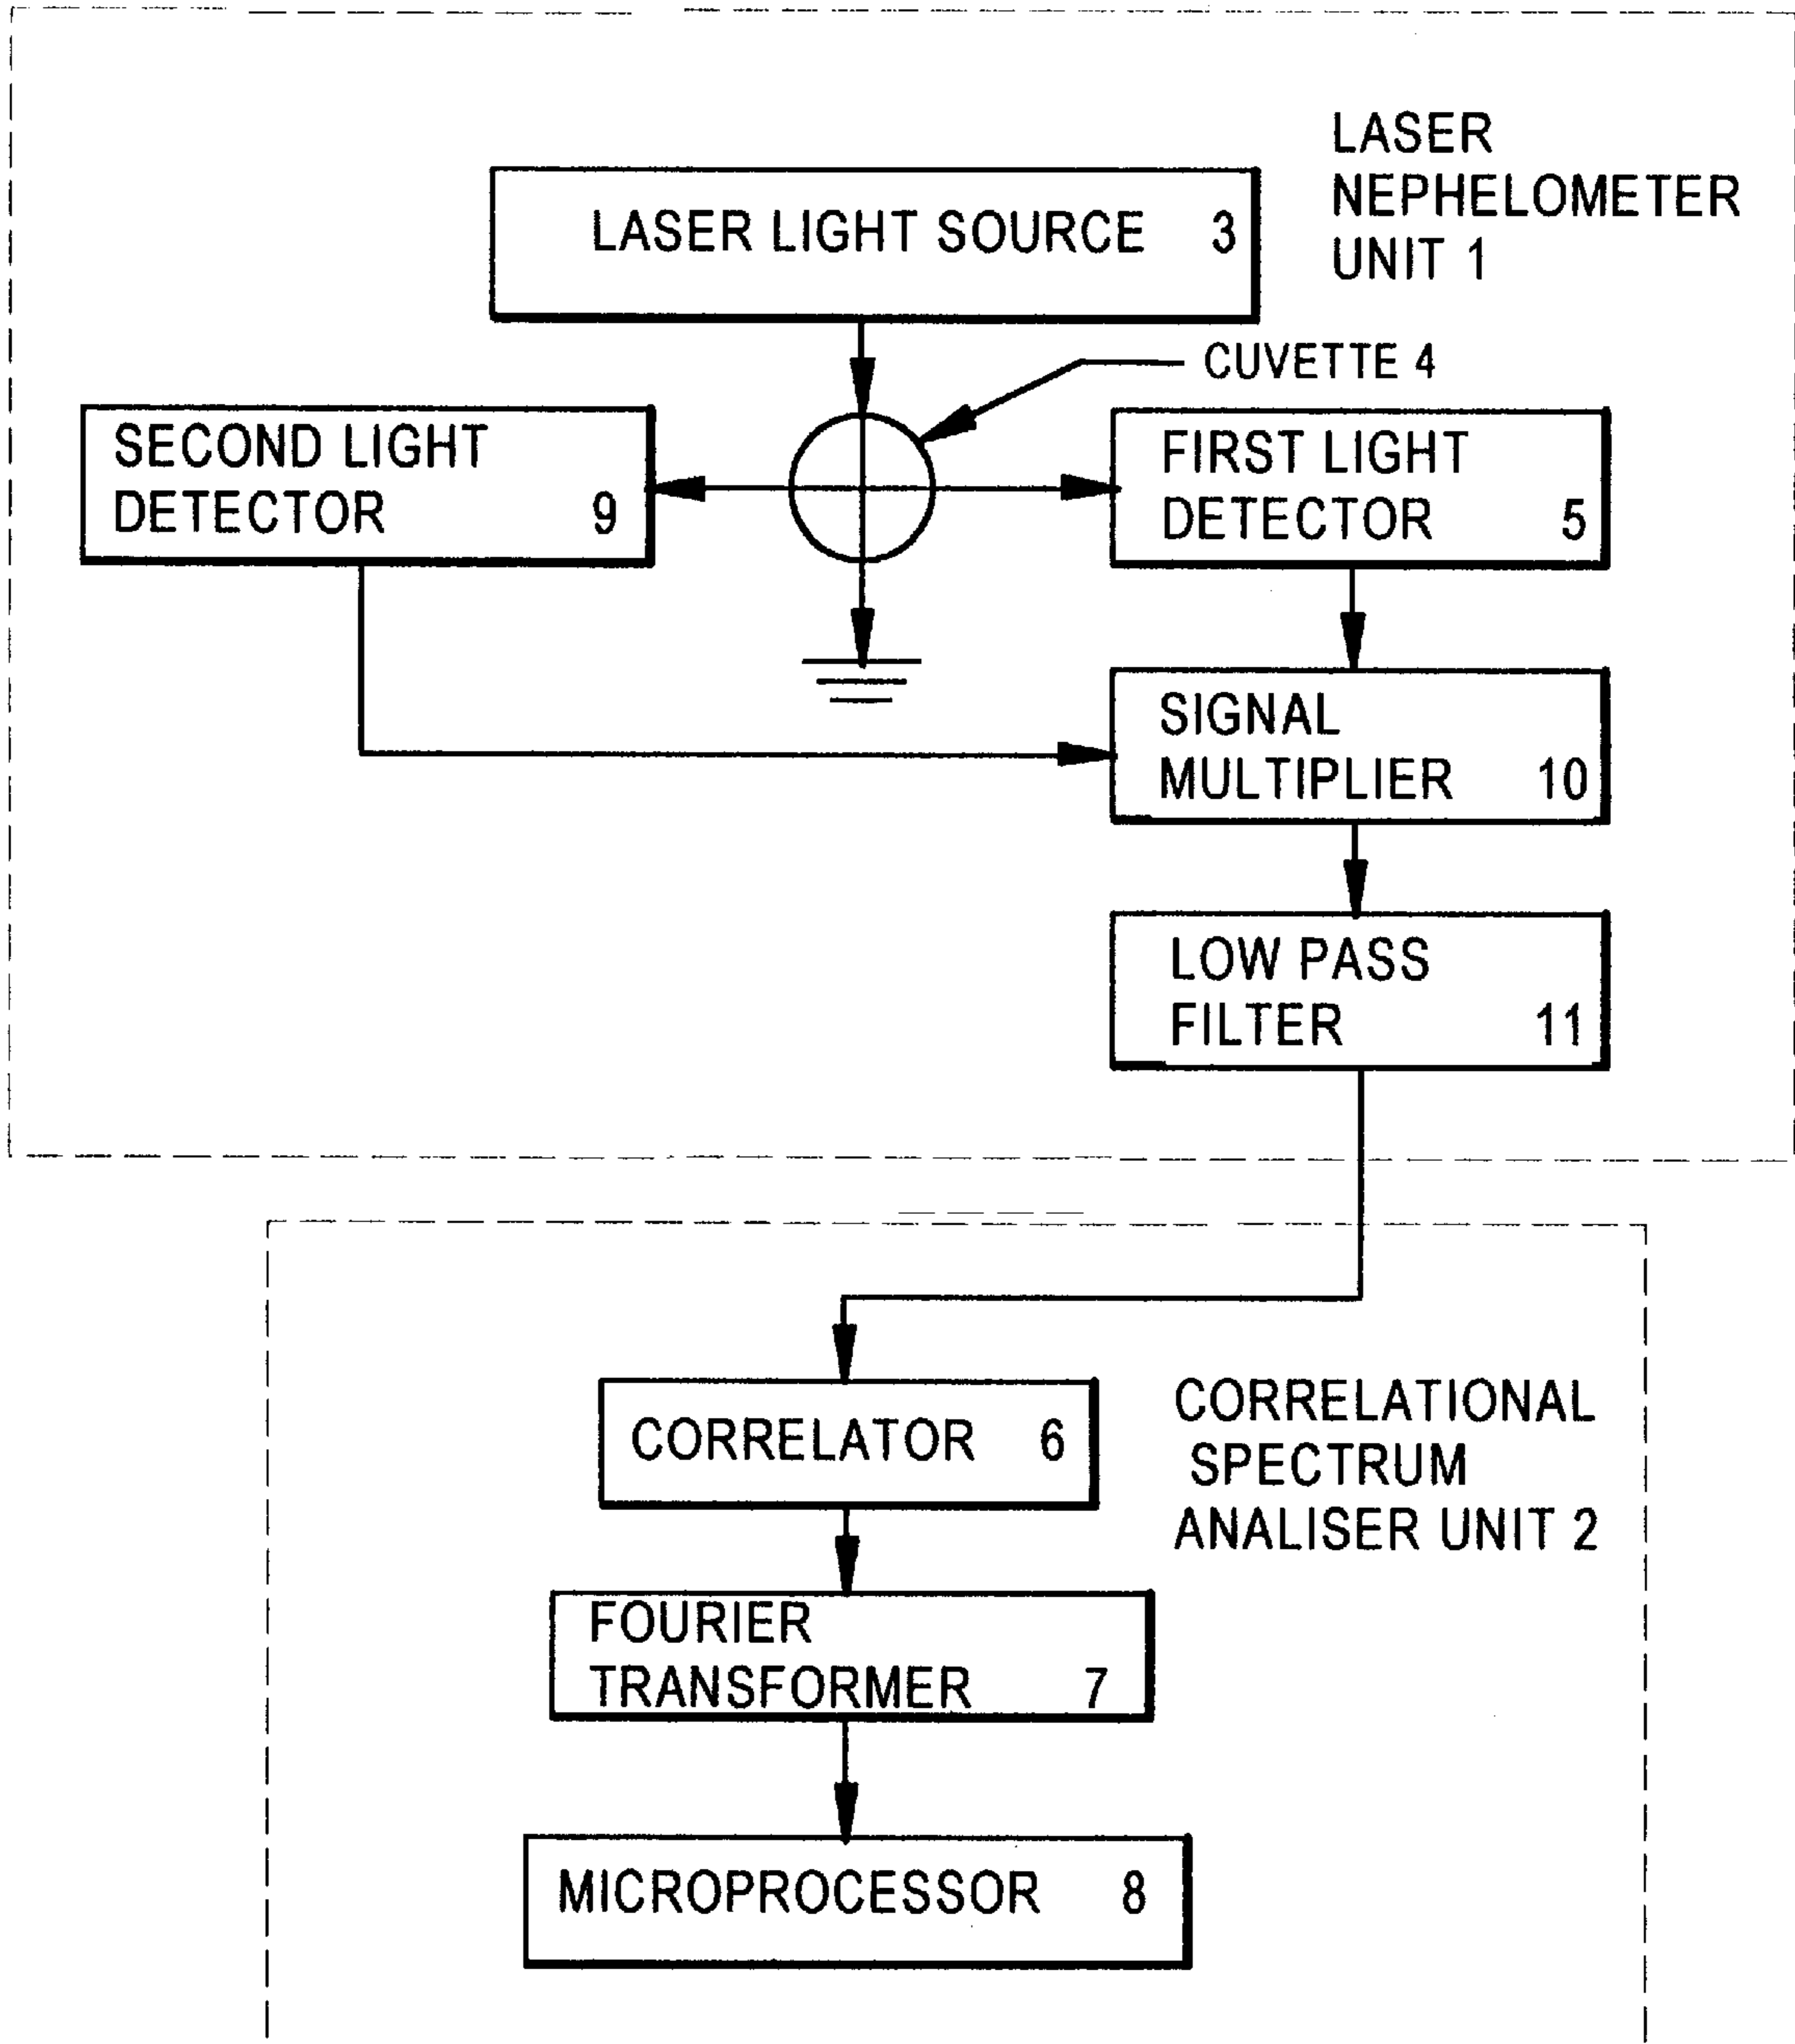 LASER
NEPHELOMETER
UNIT 1
LASER LIGHT SOURCE 3
CUVETTE 4
SECOND LIGHT
DETECTOR 9
FIRST LIGHT
DETECTOR 5
SIGNAL
MULTIPLIER 10
LOW PASS
FILTER 11
CORRELATOR 6
CORRELATIONAL
SPECTRUM
ANALISER UNIT 2
FOURIER
TRANSFORMER 7
MICROPROCESSOR 8